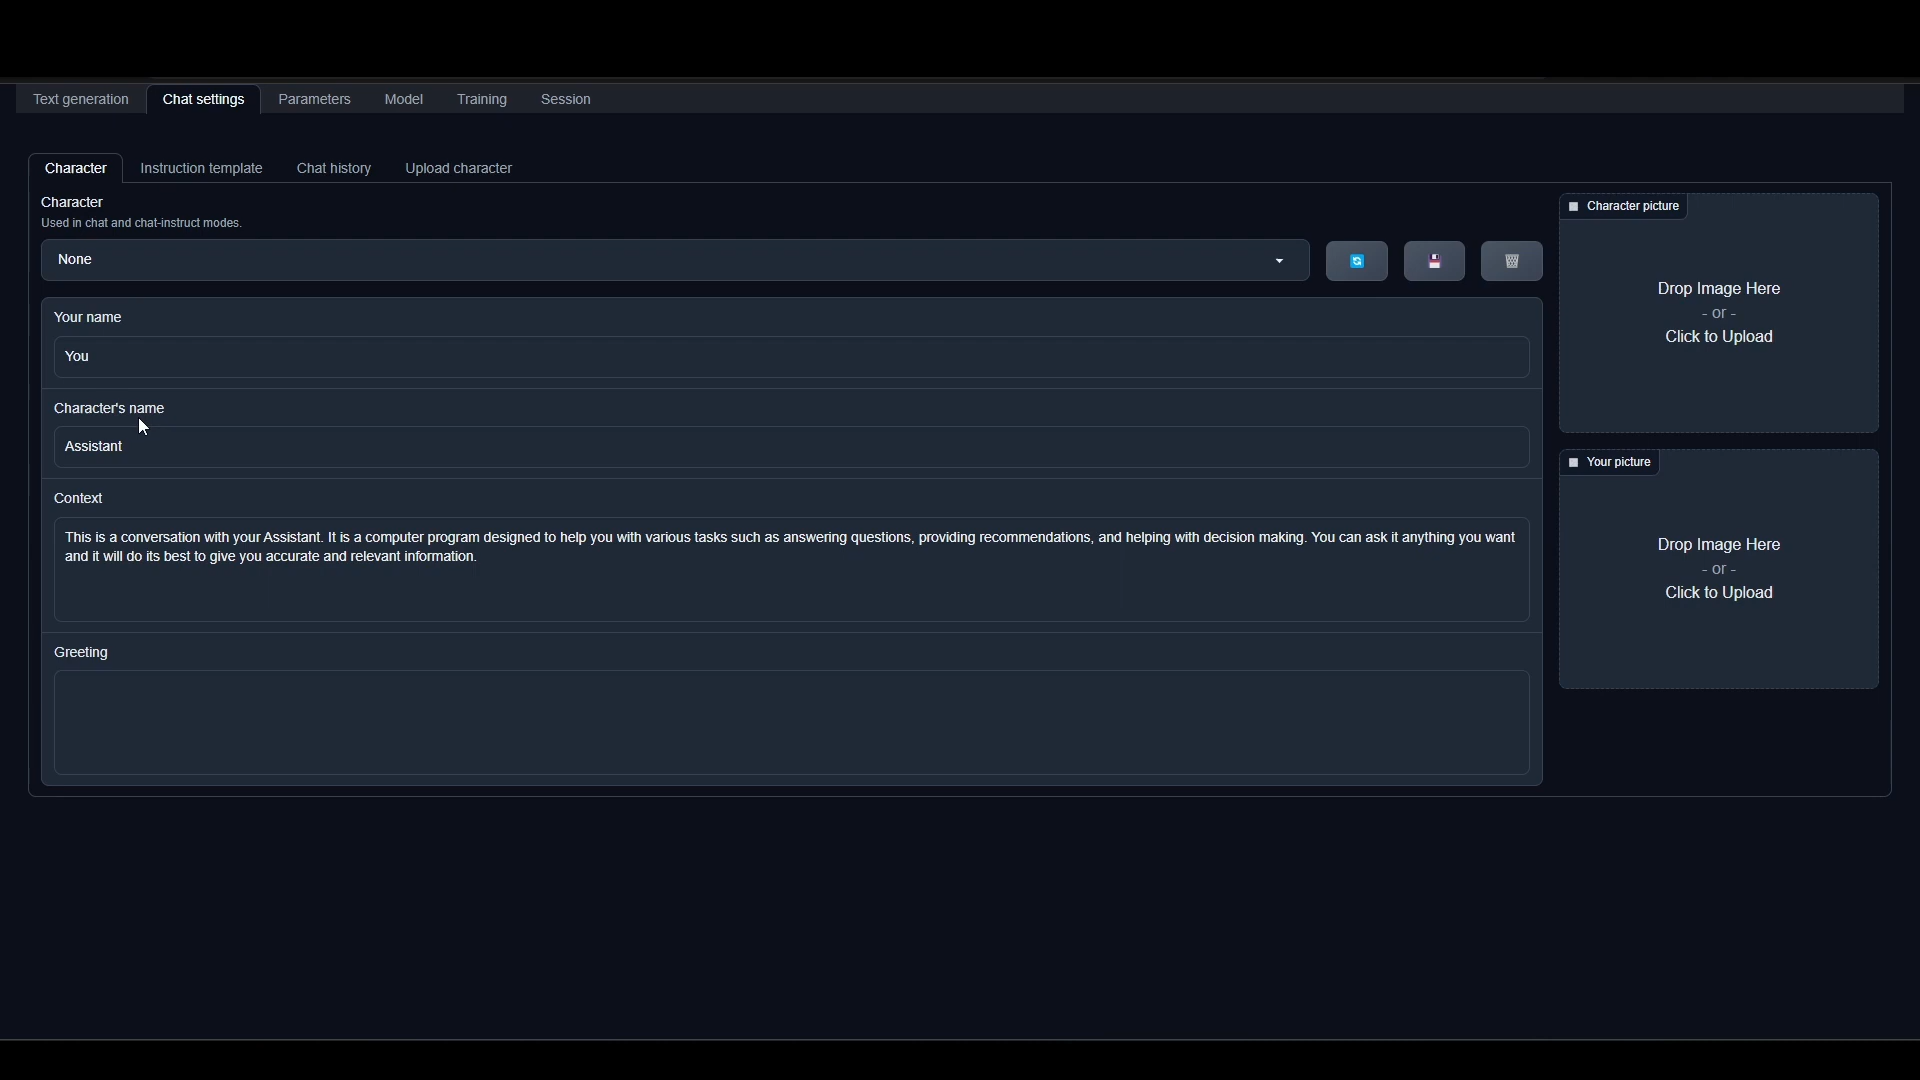 Text generation
Chat settings
Parameters
Model
Training
Session
Character
Instruction template
Chat history
Upload character
Character
Used in chat and chat-instruct modes.
None
Your name
You
Character's name
Assistant
Context
This is a conversation with your Assistant. It is a computer program designed to help you with various tasks such as answering questions, providing recommendations, and helping with decision making. You can ask it anything you want
and it will do its best to give you accurate and relevant information.
Greeting
Character picture
Drop Image Here
- or -
Click to Upload
Your picture
Drop Image Here
- or -
Click to Upload